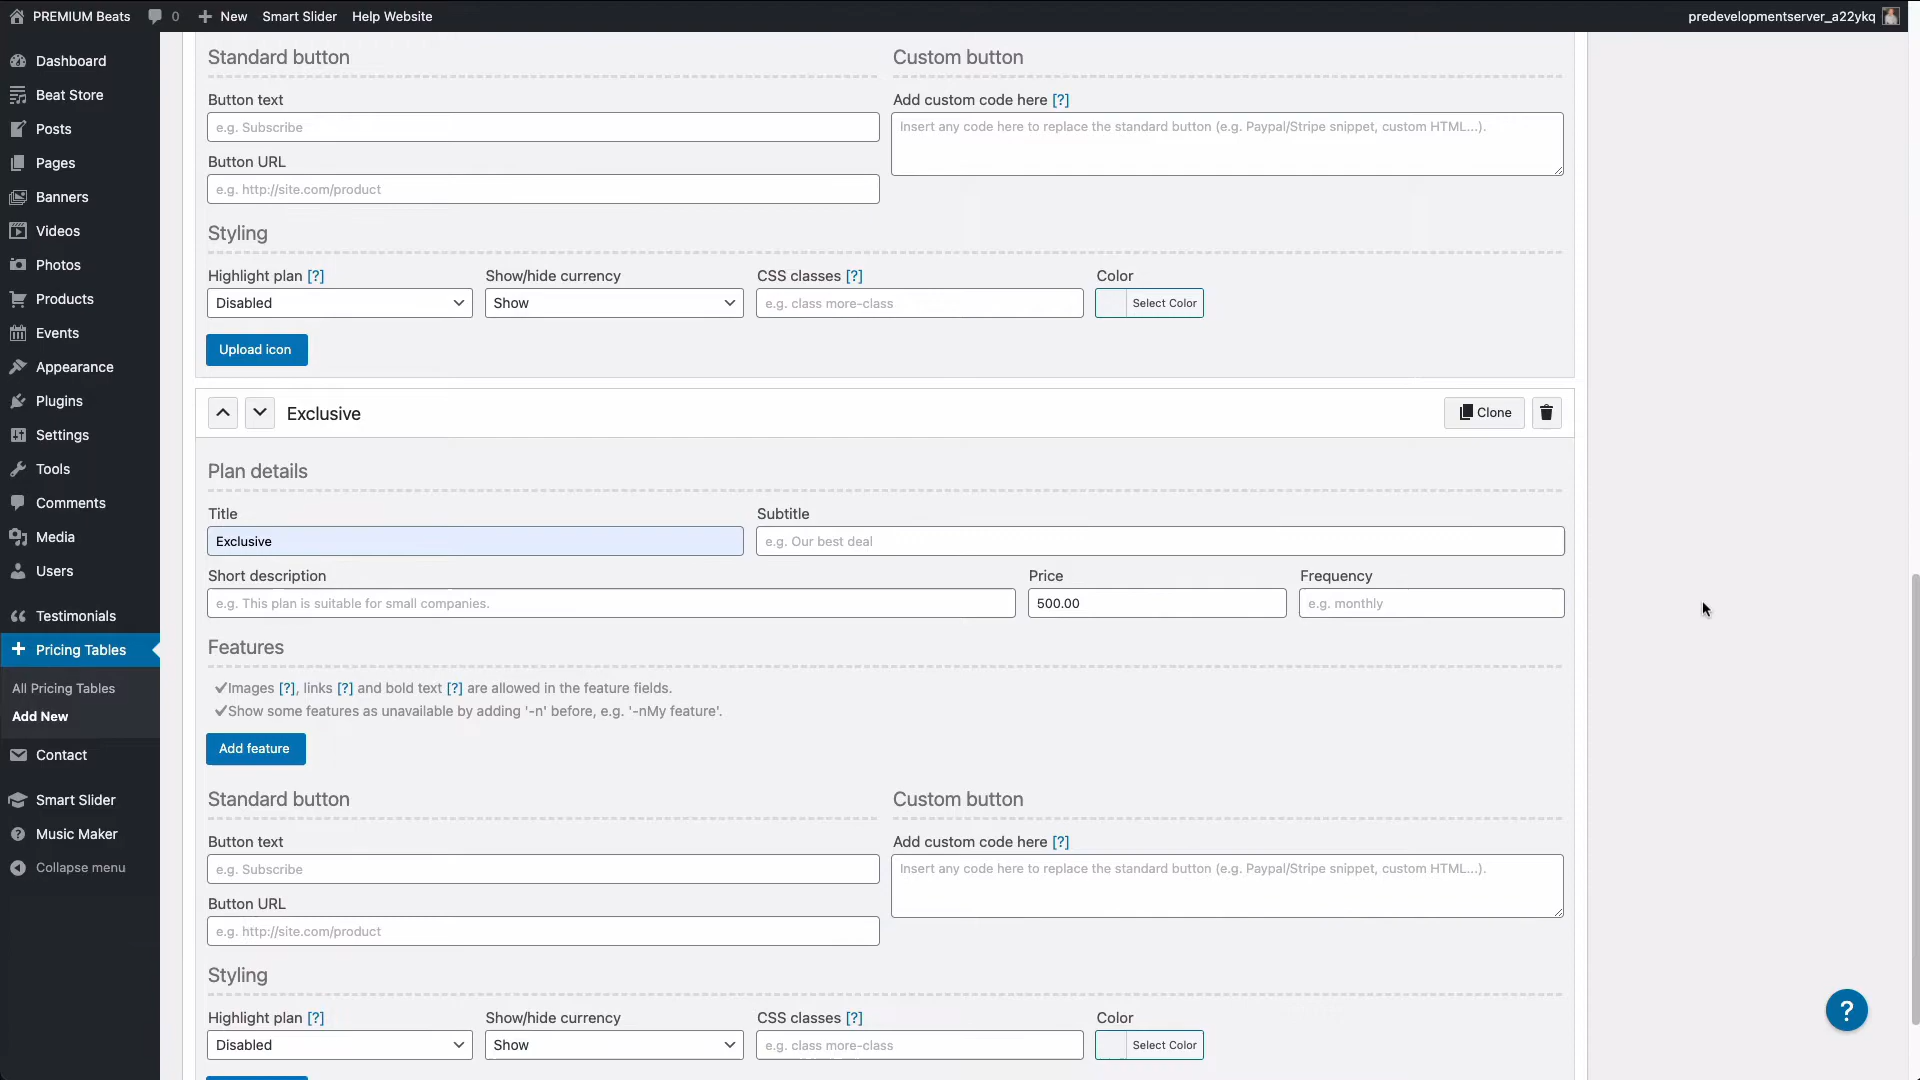 PREMIUM Beats 0 New Smart Slider Help Website predevelopmentserver_a22ykq
Dashboard
Beat Store
Posts
Pages
Banners
Videos
Photos
Products
Events
Appearance
Plugins
Settings
Tools
Comments
Media
Users
Testimonials
Pricing Tables
All Pricing Tables
Add New
Contact
Smart Slider
Music Maker
Collapse menu
Standard button Custom button
Button text Add custom code here [?]
e.g. Subscribe Insert any code here to replace the standard button (e.g. Paypal/Stripe snippet, custom HTML...).
Button URL
e.g. http://site.com/product
Styling
Highlight plan [?] Show/hide currency CSS classes [?] Color
Disabled Show e.g. class more-class Select Color
Upload icon
Exclusive Clone
Plan details
Title Subtitle
Exclusive e.g. Our best deal
Short description Price Frequency
e.g. This plan is suitable for small companies. 500.00 e.g. monthly
Features
✓Images [?], links [?] and bold text [?] are allowed in the feature fields.
✓Show some features as unavailable by adding '-n' before, e.g. '-nMy feature'.
Add feature
Standard button Custom button
Button text Add custom code here [?]
e.g. Subscribe Insert any code here to replace the standard button (e.g. Paypal/Stripe snippet, custom HTML...).
Button URL
e.g. http://site.com/product
Styling
Highlight plan [?] Show/hide currency CSS classes [?] Color
Disabled Show e.g. class more-class Select Color
?